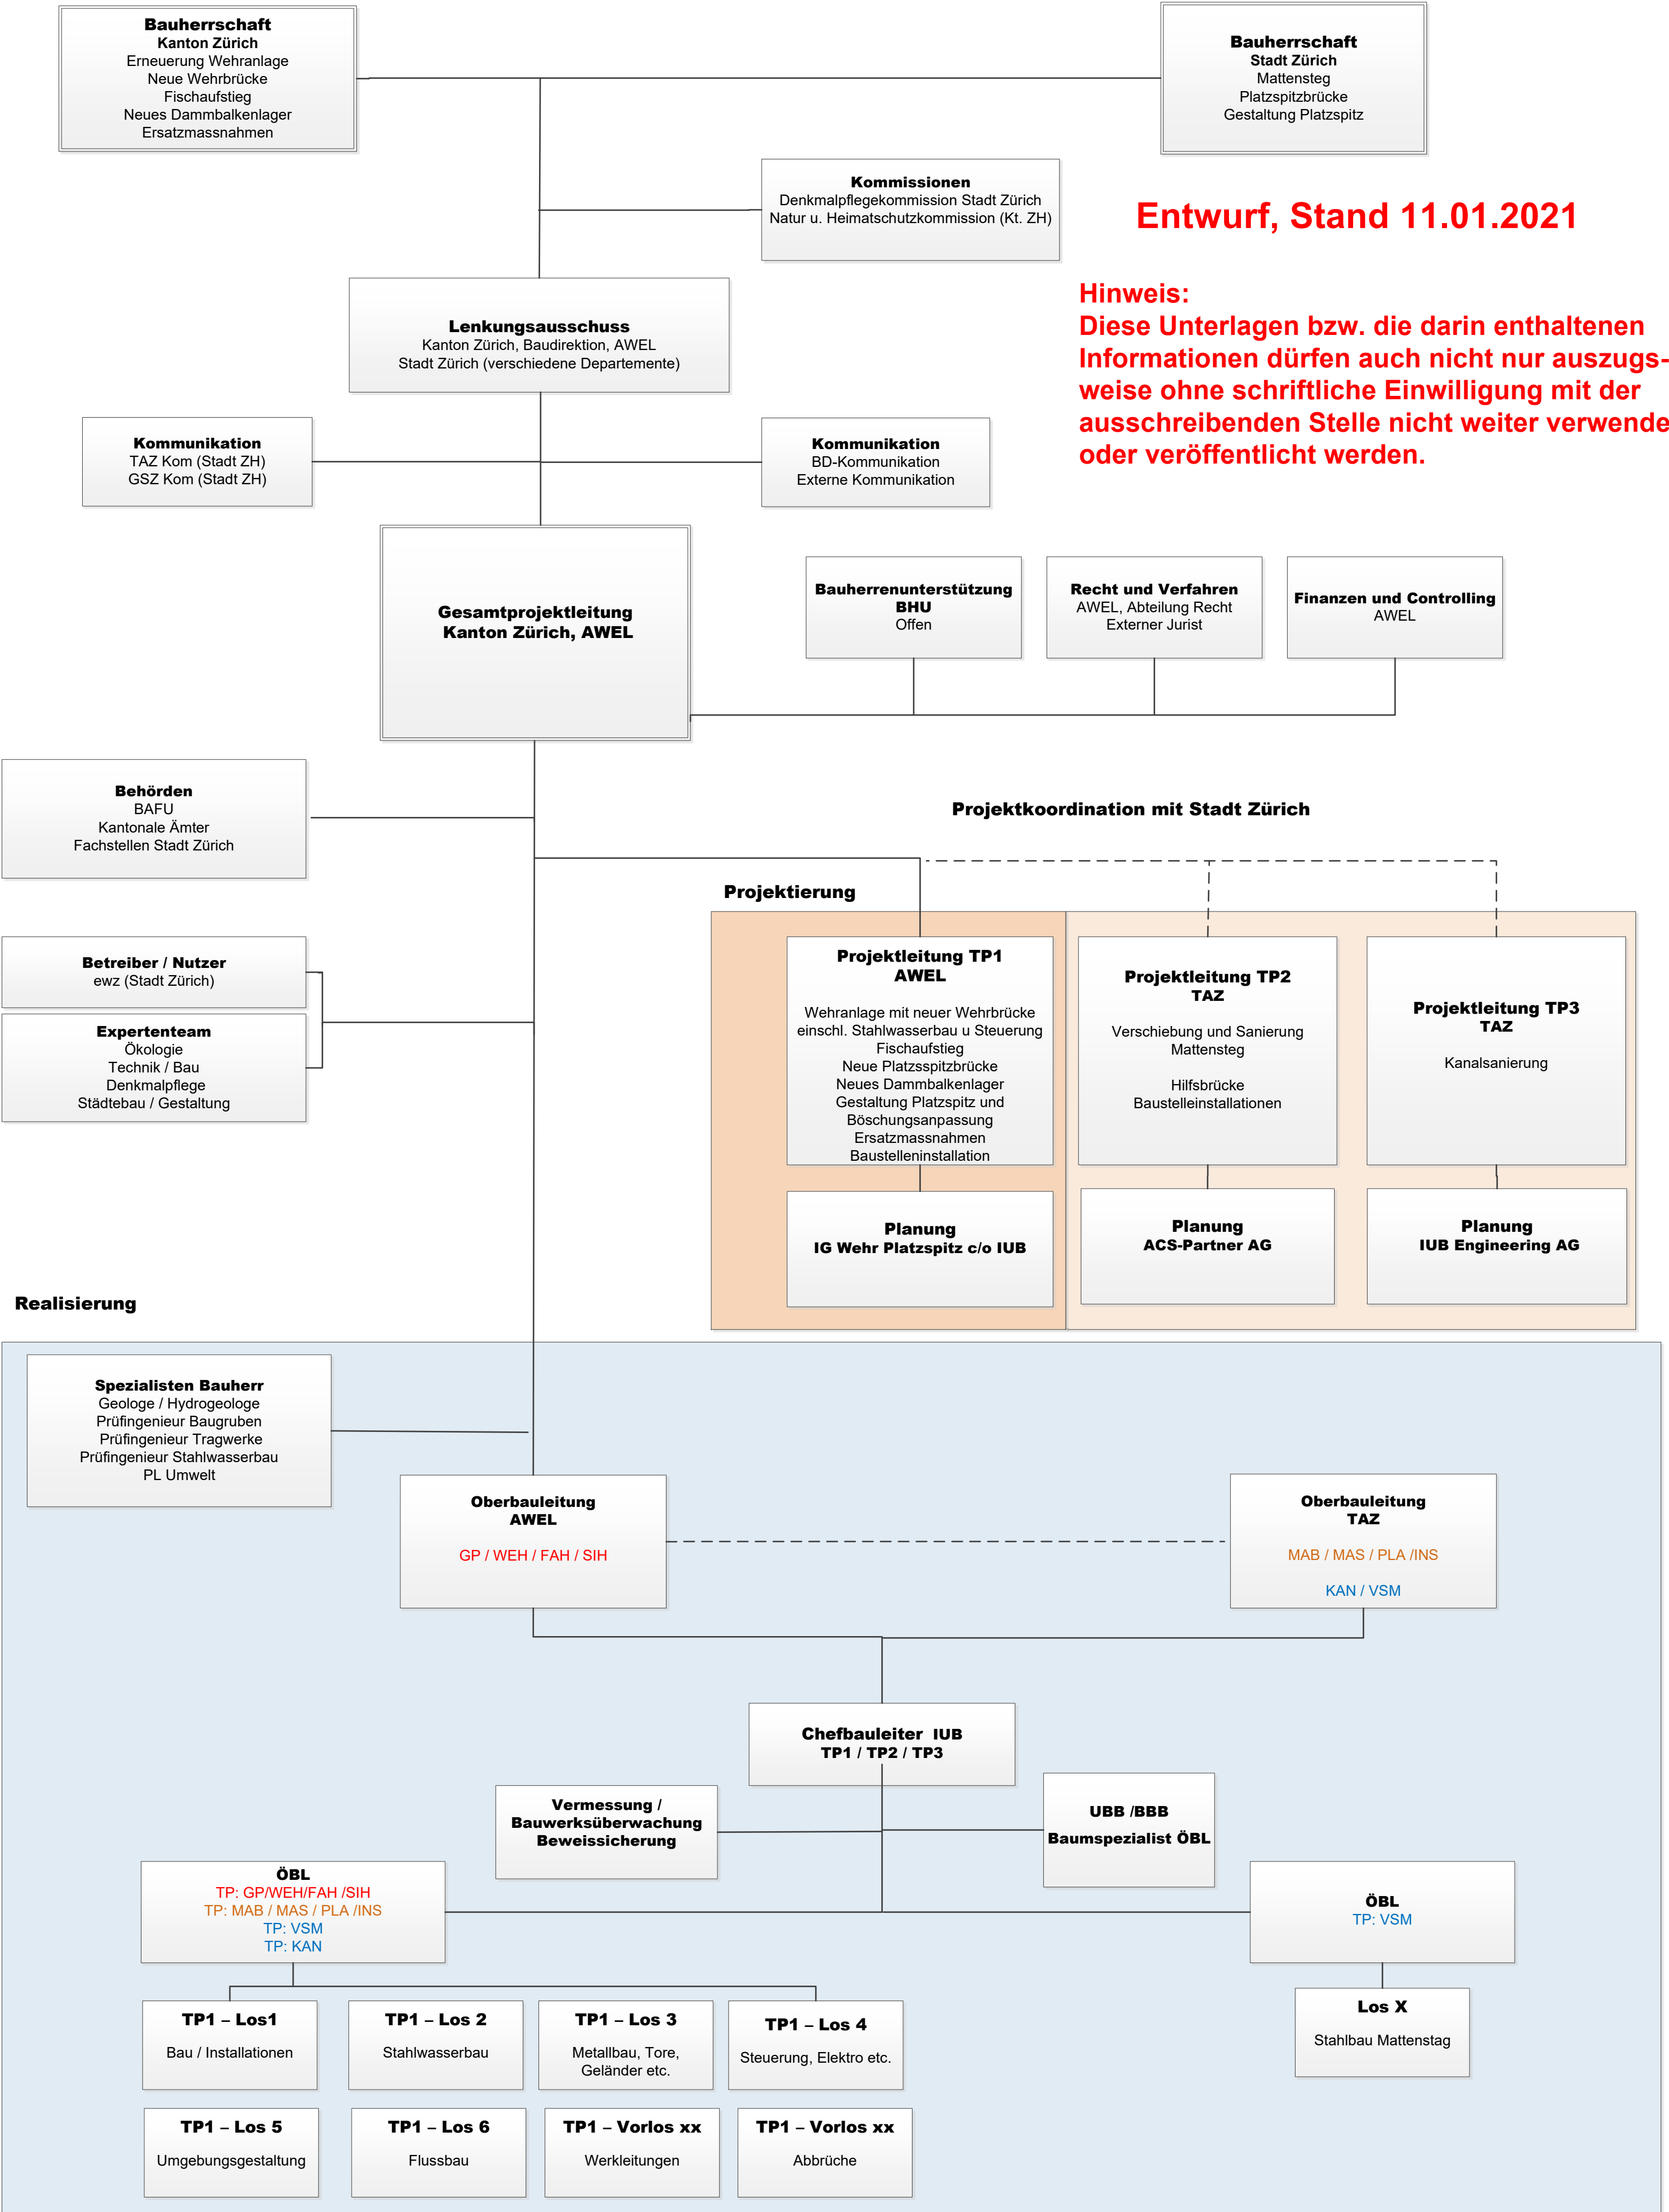 Bauherrschaft
Kanton Zürich
Erneuerung Wehranlage
Neue Wehrbrücke
Fischaufstieg
Neues Dammbalkenlager
Ersatzmassnahmen
Bauherrschaft
Stadt Zürich
Mattensteg
Platzspitzbrücke
Gestaltung Platzspitz
Kommissionen
Denkmalpflegekommission Stadt Zürich
Natur u. Heimatschutzkommission (Kt. ZH)
Entwurf, Stand 11.01.2021
Hinweis:
Diese Unterlagen bzw. die darin enthaltenen
Informationen dürfen auch nicht nur auszugs-
weise ohne schriftliche Einwilligung mit der
ausschreibenden Stelle nicht weiter verwende
oder veröffentlicht werden.
Lenkungsausschuss
Kanton Zürich, Baudirektion, AWEL
Stadt Zürich (verschiedene Departemente)
Kommunikation
TAZ Kom (Stadt ZH)
GSZ Kom (Stadt ZH)
Kommunikation
BD-Kommunikation
Externe Kommunikation
Gesamtprojektleitung
Kanton Zürich, AWEL
Bauherrenunterstützung
BHU
Offen
Recht und Verfahren
AWEL, Abteilung Recht
Externer Jurist
Finanzen und Controlling
AWEL
Behörden
BAFU
Kantonale Ämter
Fachstellen Stadt Zürich
Projektkoordination mit Stadt Zürich
Projektierung
Betreiber / Nutzer
ewz (Stadt Zürich)
Expertenteam
Ökologie
Technik / Bau
Denkmalpflege
Städtebau / Gestaltung
Projektleitung TP1
AWEL
Wehranlage mit neuer Wehrbrücke
einschl. Stahlwasserbau u Steuerung
Fischaufstieg
Neue Platzsspitzbrücke
Neues Dammbalkenlager
Gestaltung Platzspitz und
Böschungsanpassung
Ersatzmassnahmen
Baustelleninstallation
Projektleitung TP2
TAZ
Verschiebung und Sanierung
Mattensteg
Hilfsbrücke
Baustelleinstallationen
Projektleitung TP3
TAZ
Kanalsanierung
Planung
IG Wehr Platzspitz c/o IUB
Planung
ACS-Partner AG
Planung
IUB Engineering AG
Realisierung
Spezialisten Bauherr
Geologe / Hydrogeologe
Prüfingenieur Baugruben
Prüfingenieur Tragwerke
Prüfingenieur Stahlwasserbau
PL Umwelt
Oberbauleitung
AWEL
GP / WEH / FAH / SIH
Oberbauleitung
TAZ
MAB / MAS / PLA /INS
KAN / VSM
Chefbauleiter IUB
TP1 / TP2 / TP3
Vermessung /
Bauwerksüberwachung
Beweissicherung
UBB /BBB
Baumspezialist ÖBL
ÖBL
TP: GP/WEH/FAH /SIH
TP: MAB / MAS / PLA /INS
TP: VSM
TP: KAN
ÖBL
TP: VSM
TP1 – Los1
Bau / Installationen
TP1 – Los 2
Stahlwasserbau
TP1 – Los 3
Metallbau, Tore,
Geländer etc.
TP1 – Los 4
Steuerung, Elektro etc.
Los X
Stahlbau Mattenstag
TP1 – Los 5
Umgebungsgestaltung
TP1 – Los 6
Flussbau
TP1 – Vorlos xx
Werkleitungen
TP1 – Vorlos xx
Abbrüche